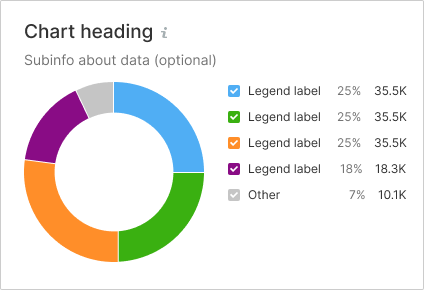 Chart heading
Subinfo about data (optional)
Legend label 25% 35.5K
Legend label 25% 35.5K
Legend label 25% 35.5K
Legend label 18% 18.3K
Other 7% 10.1K